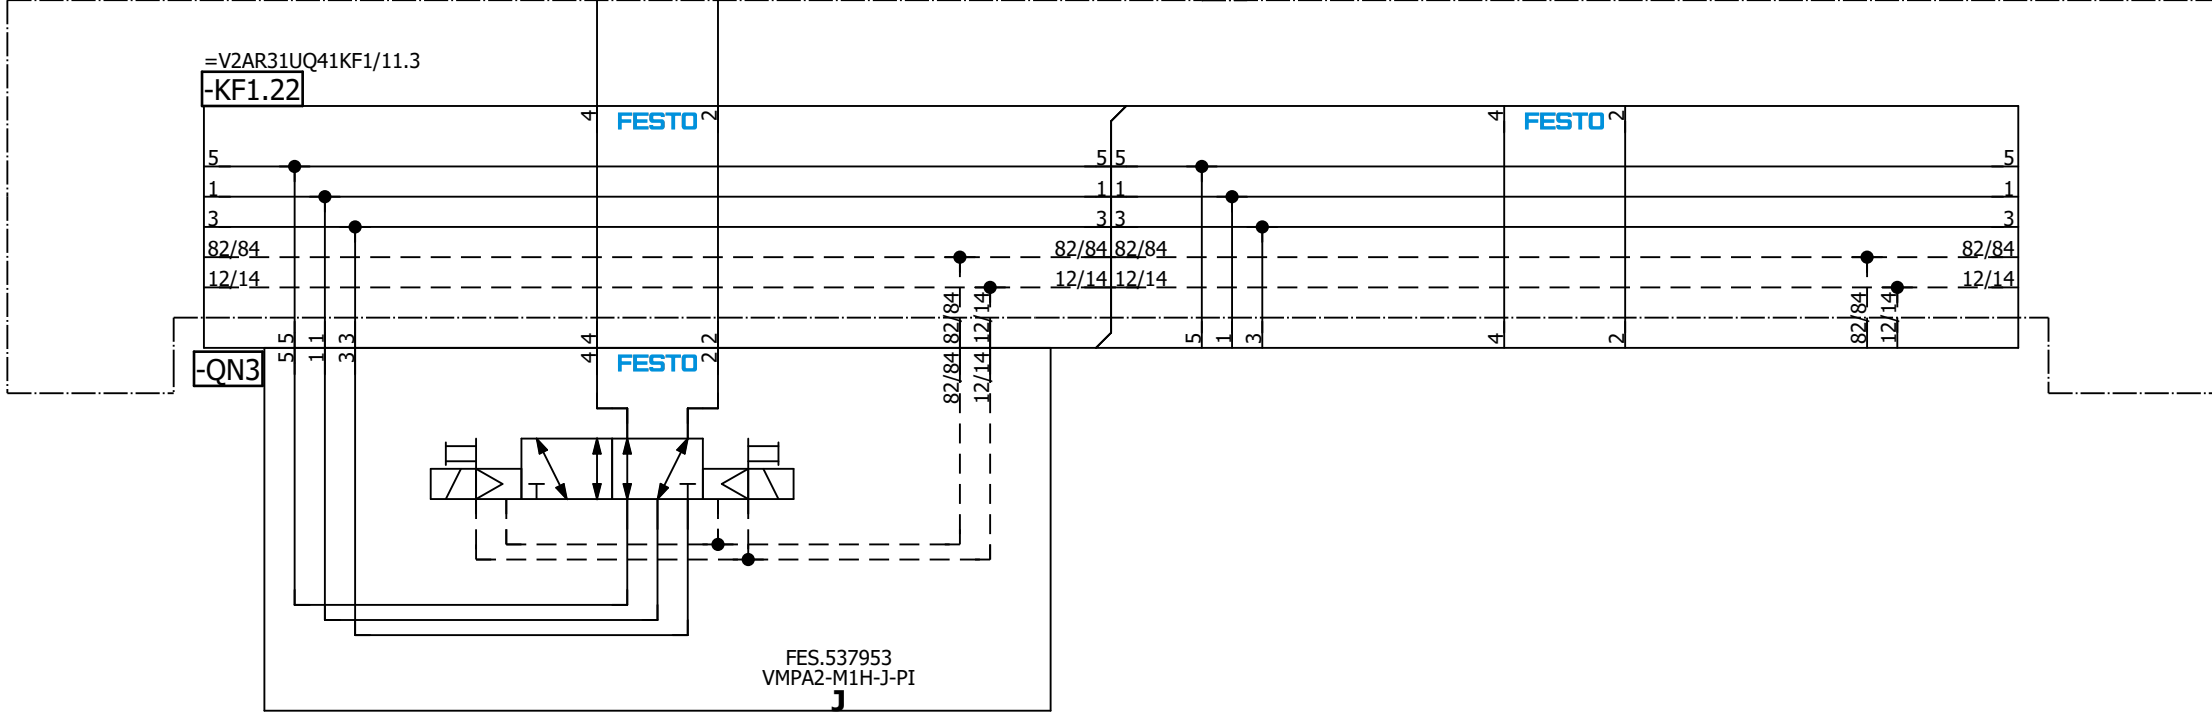 =V2AR31UQ41KF1/11.3
-KF1.22
4 FESTO 2 4 FESTO 2
5 5 5 5
1 1 1 1
3 3 3 3
82/84 82/84 82/84 82/84
12/14 12/14 12/14 12/14
5 1 3 4 2 82/84 12/14 5 1 3 4 2 82/84 12/14
-QN3
5 1 3 4 FESTO 2 82/84 12/14
FES.537953
VMPA2-M1H-J-PI
J